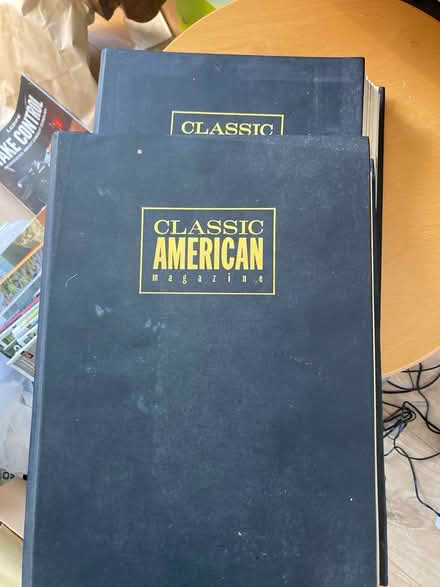 TAKE CONTROL
CLASSIC
CLASSIC
AMERICAN
magazine